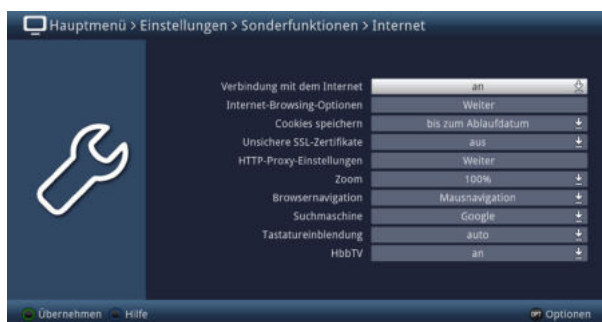 Hauptmenü > Einstellungen > Sonderfunktionen > Internet
Verbindung mit dem Internet an
Internet-Browsing-Optionen Weiter
Cookies speichern bis zum Ablaufdatum
Unsichere SSL-Zertifikate aus
HTTP-Proxy-Einstellungen Weiter
Zoom 100%
Browsernavigation Mausnavigation
Suchmaschine Google
Tastatureinblendung auto
HbbTV an
Übernehmen Hilfe OPT Optionen